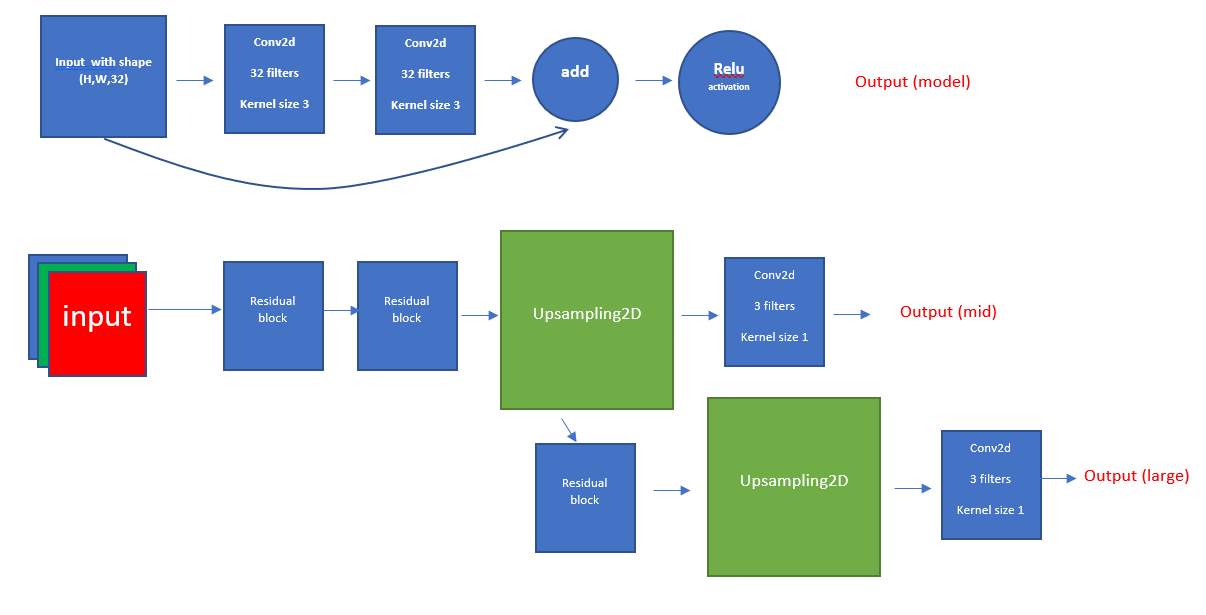 Input with shape
(H,W,32)
Conv2d
32 filters
Kernel size 3
Conv2d
32 filters
Kernel size 3
add
Relu
activation
Output (model)
input
Residual
block
Residual
block
Upsampling2D
Conv2d
3 filters
Kernel size 1
Output (mid)
Residual
block
Upsampling2D
Conv2d
3 filters
Kernel size 1
Output (large)